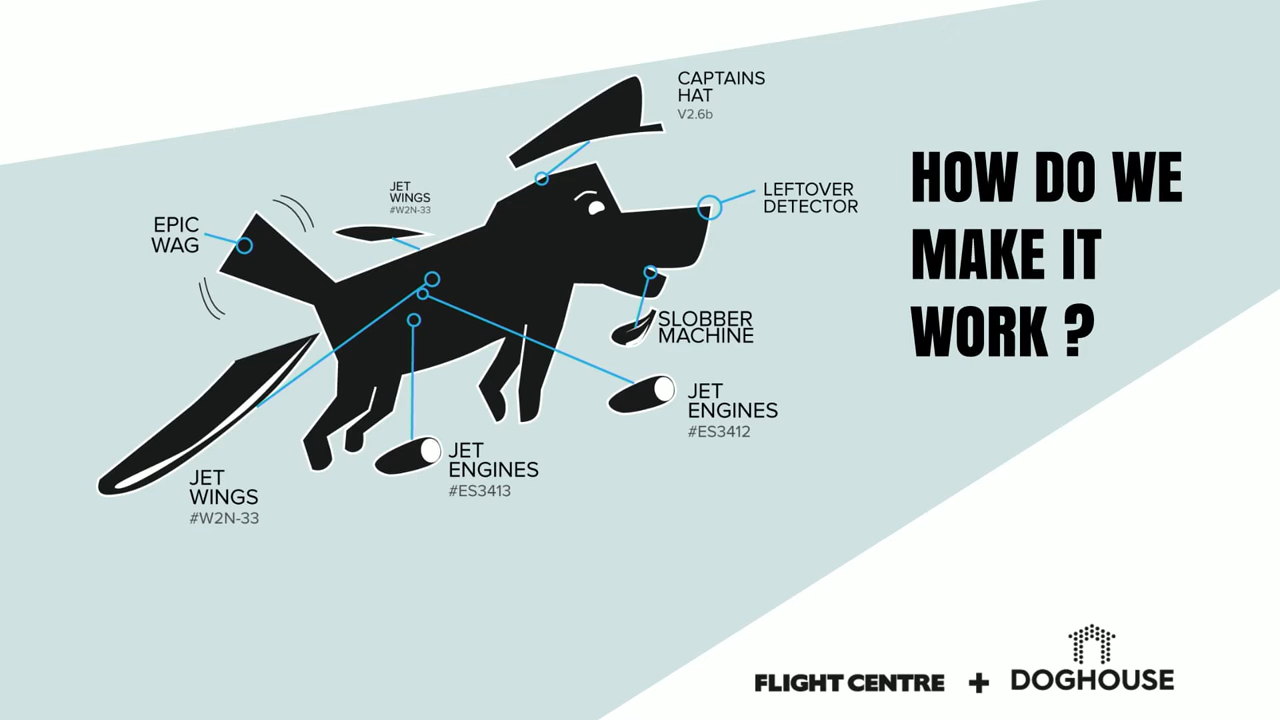 CAPTAINS
HAT
V2.6b
JET
WINGS
#W2N-33
LEFTOVER
DETECTOR
EPIC
WAG
SLOBBER
MACHINE
JET
ENGINES
#ES3412
JET
ENGINES
#ES3413
JET
WINGS
#W2N-33
HOW DO WE
MAKE IT
WORK ?
FLIGHT CENTRE + DOGHOUSE